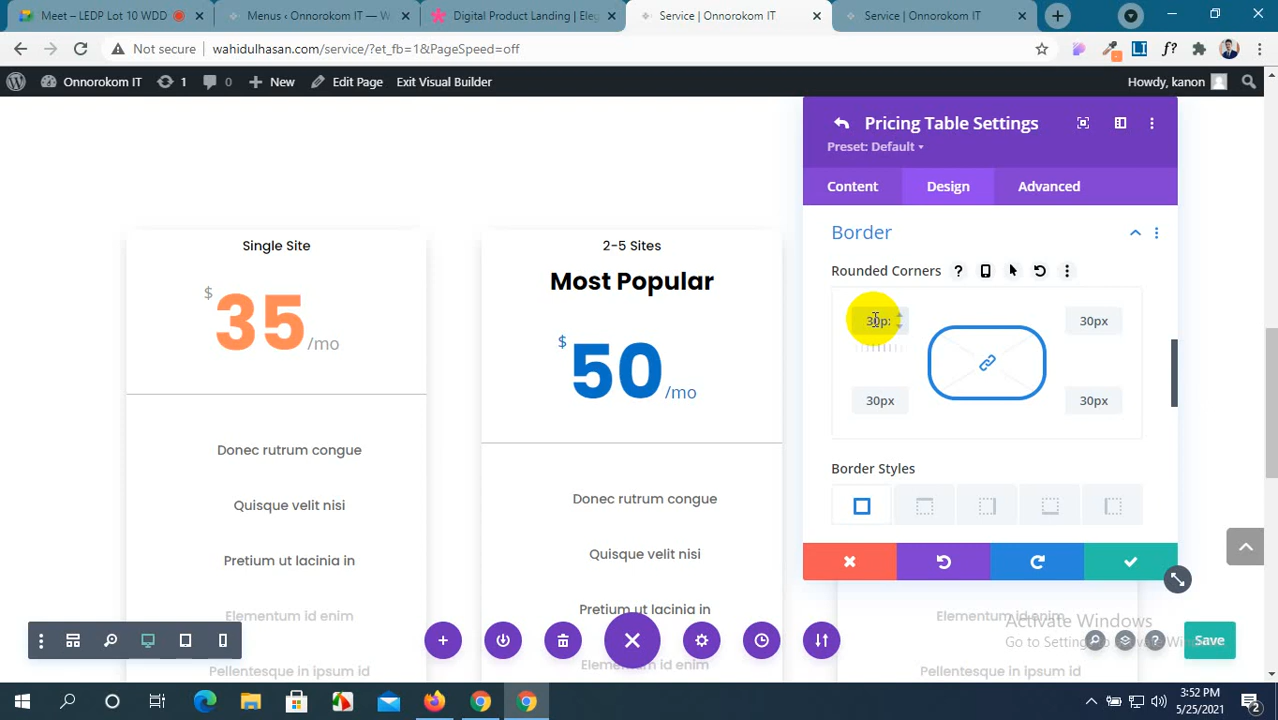 Meet – LEDP Lot 10 WDD
Menus ‹ Onnorokom IT — W
Digital Product Landing | Ele
Service | Onnorokom IT
Service | Onnorokom IT
Not secure
wahidulhasan.com/service/?et_fb=1&PageSpeed=off
Onnorokom IT
1
0
New
Edit Page
Exit Visual Builder
Howdy, kanon
Pricing Table Settings
Preset: Default
Content
Design
Advanced
Border
Rounded Corners
30p
30px
30px
30px
Border Styles
Single Site
$
35
/mo
Donec rutrum congue
Quisque velit nisi
Pretium ut lacinia in
Elementum id enim
Pellentesque in ipsum id
2-5 Sites
Most Popular
$
50
/mo
Donec rutrum congue
Quisque velit nisi
Pretium ut lacinia in
Elementum id enim
Elementum id enim
Pellentesque in ipsum id
Activate Windows
Go to Settings to activate Windows.
Save
3:52 PM
5/25/2021
2